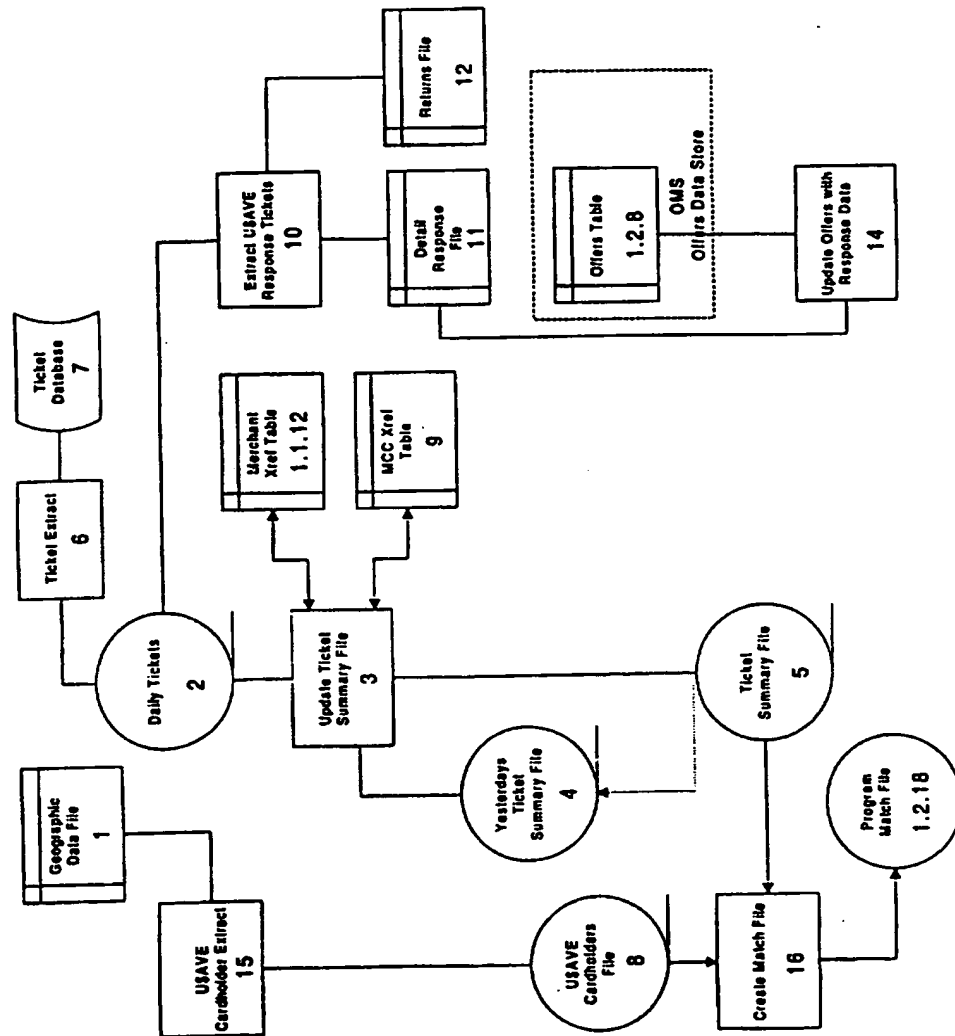 Geographic
Data File
1
USAVE
Cardholder Extract
15
USAVE
Cardholders
File
8
Create Match File
16
Program
Match File
1.2.18
Daily Tickets
2
Ticket Extract
6
Ticket
Database
7
Update Ticket
Summary File
3
Yesterdays
Ticket
Summary File
4
Ticket
Summary File
5
Merchant
Xref Table
1.1.12
MCC Xref
Table
9
Extract USAVE
Response Tickets
10
Returns File
12
Detail
Response
File
11
Offers Table
1.2.8
OMS
Offers Data Store
Update Offers with
Response Data
14